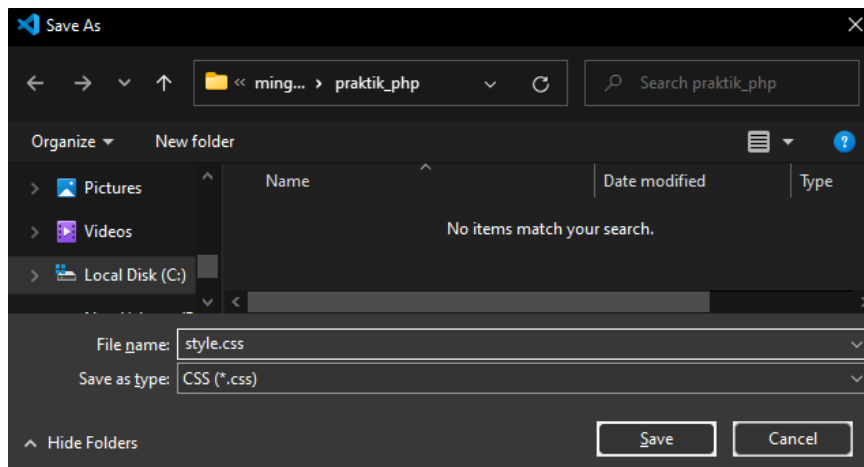 Save As
« ming... › praktik_php
Search praktik_php
Organize
New folder
?
Pictures
Videos
Local Disk (C:)
Name
Date modified
Type
No items match your search.
File name: style.css
Save as type: CSS (*.css)
Hide Folders
Save
Cancel